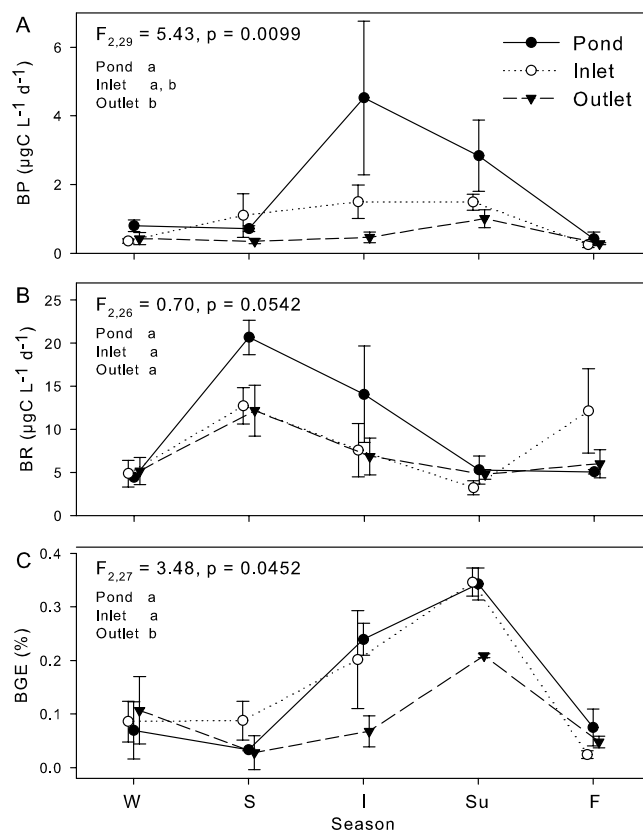 A
F2,29 = 5.43, p = 0.0099
Pond a
Inlet a, b
Outlet b
Pond
Inlet
Outlet
BP (µgC L-1 d-1)
6
4
2
0
B
F2,26 = 0.70, p = 0.0542
Pond a
Inlet a
Outlet a
BR (µgC L-1 d-1)
25
20
15
10
5
0
C
F2,27 = 3.48, p = 0.0452
Pond a
Inlet a
Outlet b
BGE (%)
0.4
0.3
0.2
0.1
0.0
W S I Su F
Season